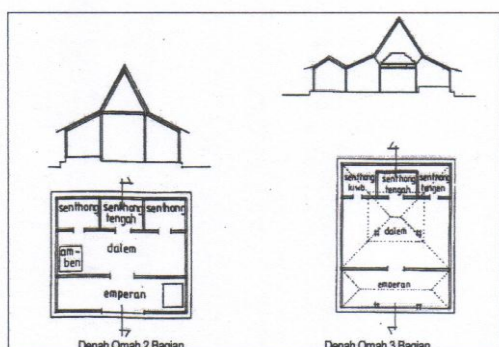 senthong senthong senthong
tengah
am-
ben
dalem
emperan
Denah Omah 2 Bagian
senthong senthong senthong
kiwo tengah tengen
dalem
emperan
Denah Omah 3 Bagian